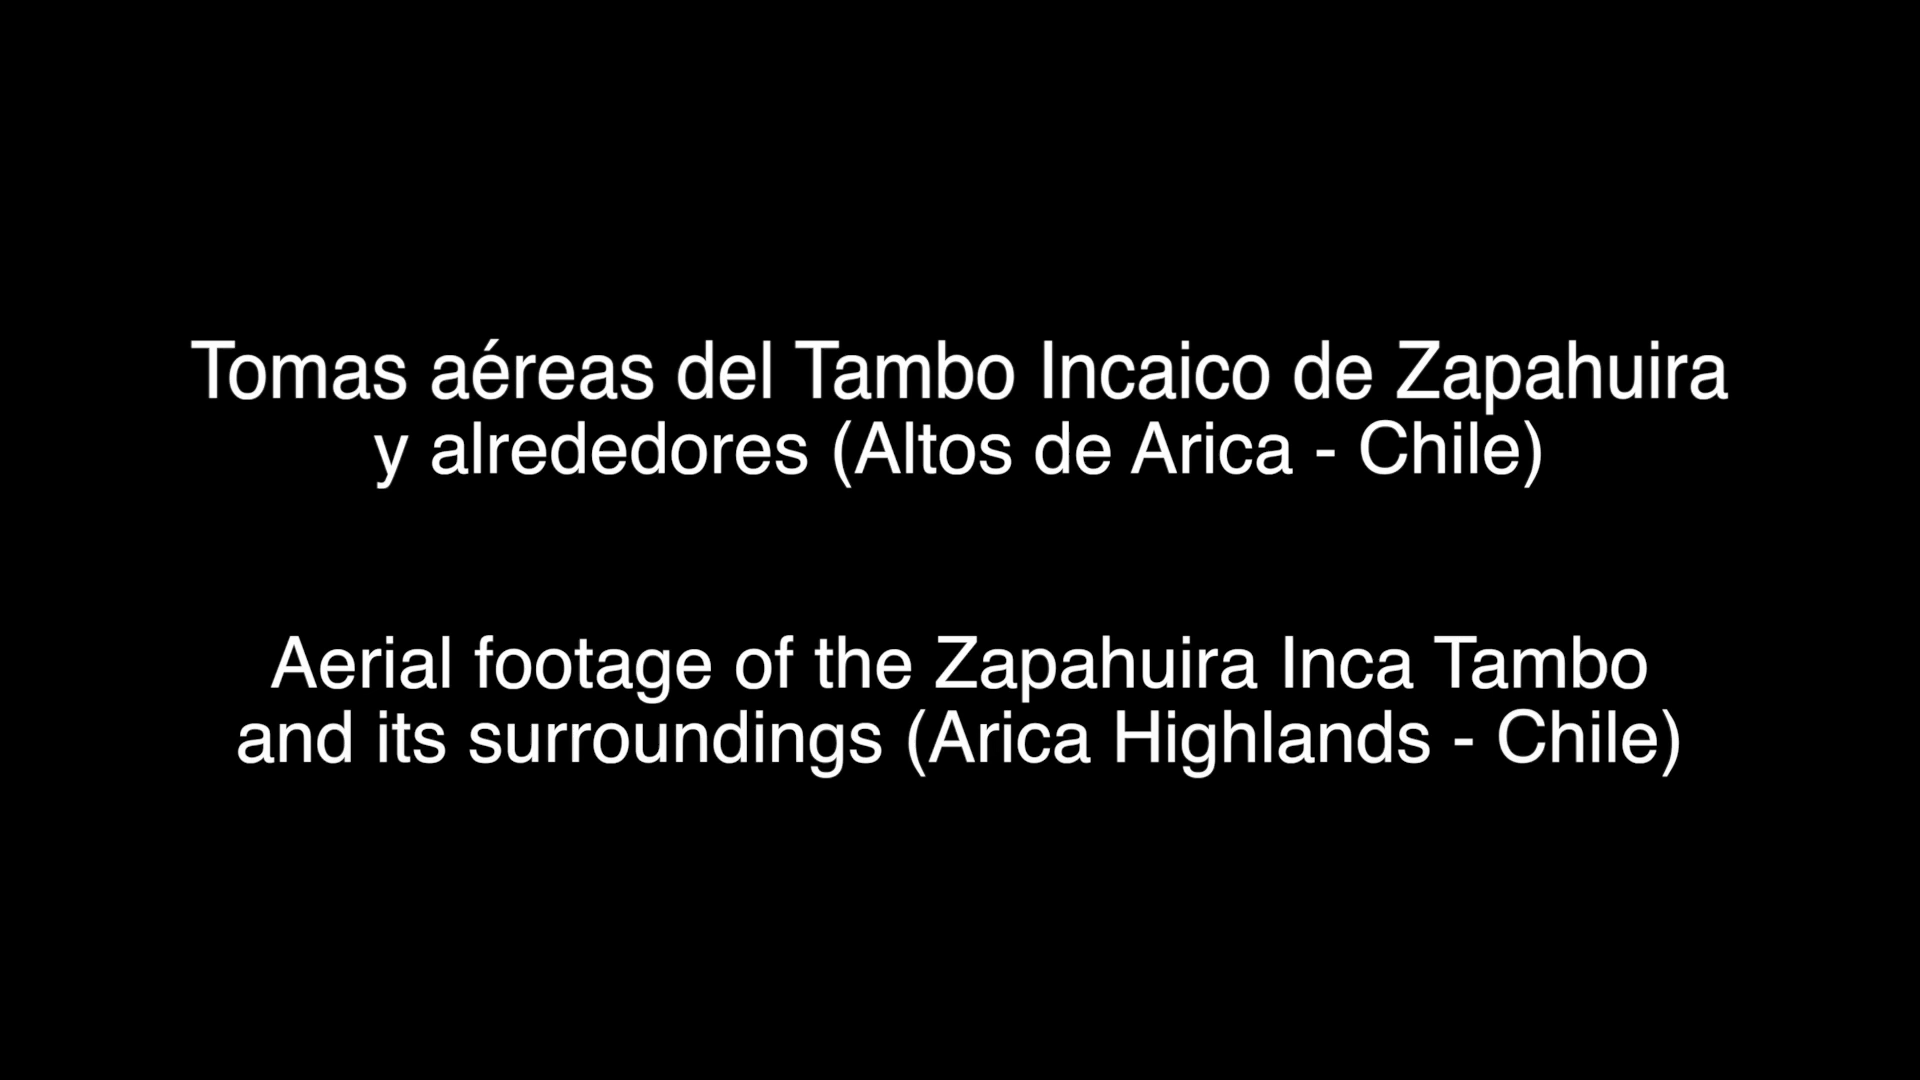 Tomas aéreas del Tambo Incaico de Zapahuira
y alrededores (Altos de Arica - Chile)
Aerial footage of the Zapahuira Inca Tambo
and its surroundings (Arica Highlands - Chile)